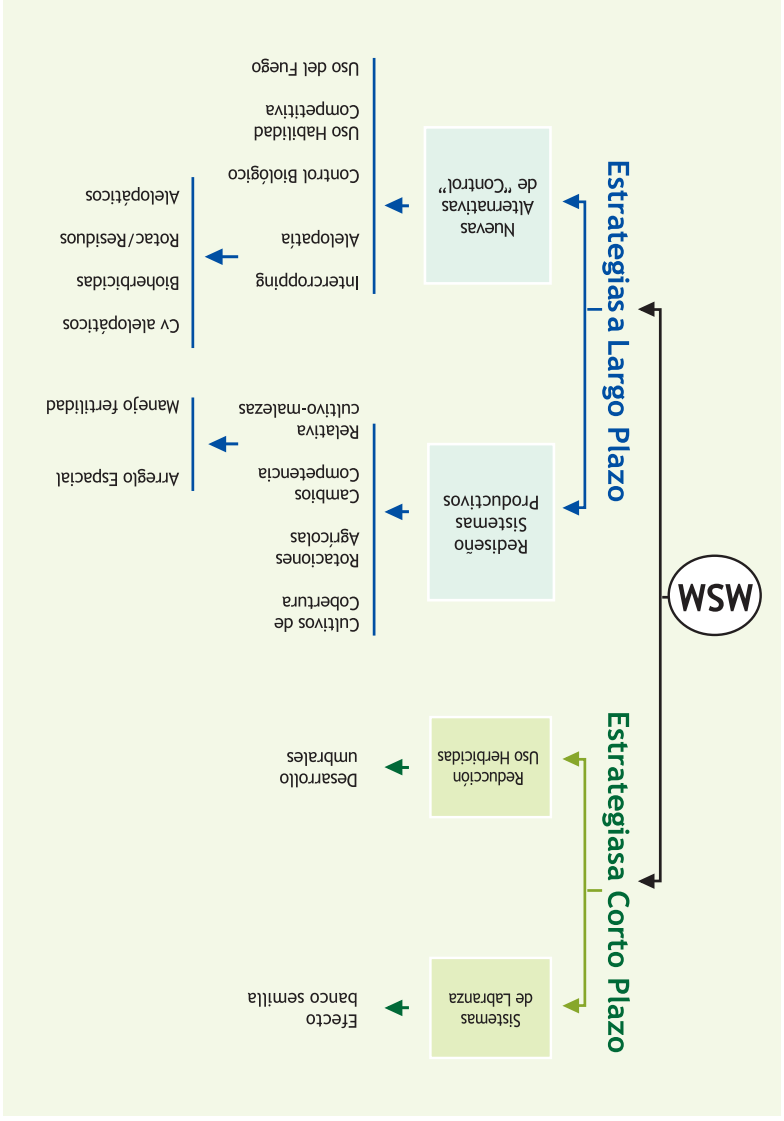 MSM
Estrategiasa Corto Plazo
Sistemas
de Labranza
Efecto
banco semilla
Reducción
Uso Herbicidas
Desarrollo
umbrales
Estrategias a Largo Plazo
Rediseño
Sistemas
Productivos
Cultivos de
Cobertura
Rotaciones
Agrícolas
Cambios
Competencia
Relativa
cultivo-malezas
Arreglo Espacial
Manejo fertilidad
Nuevas
Alternativas
de "Control"
Intercropping
Alelopatía
Control Biológico
Uso Habilidad
Competitiva
Uso del Fuego
Cv alelopáticos
Bioherbicidas
Rotac/Residuos
Alelopáticos